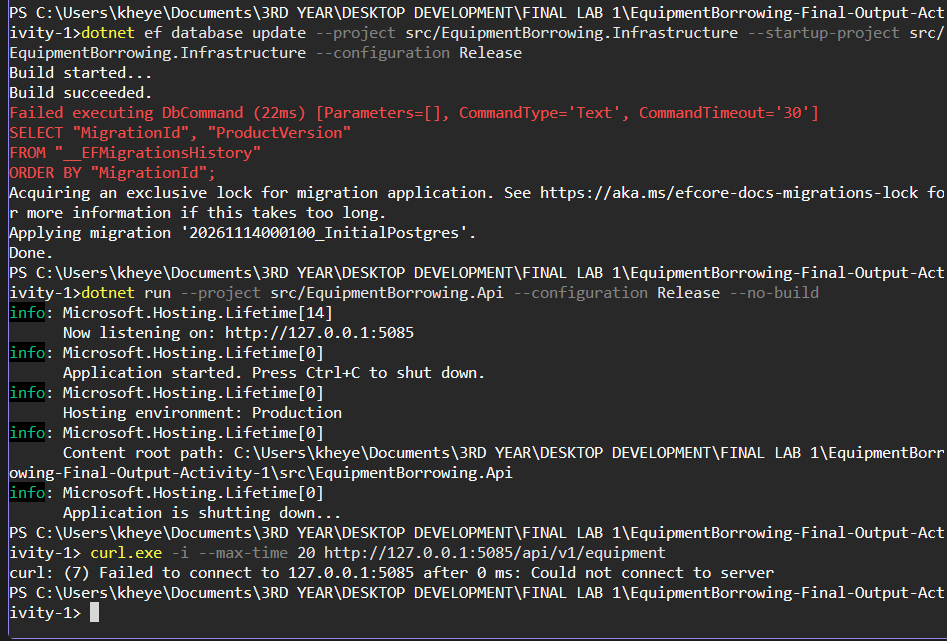 PS C:\Users\kheye\Documents\3RD YEAR\DESKTOP DEVELOPMENT\FINAL LAB 1\EquipmentBorrowing-Final-Output-Act
ivity-1>dotnet ef database update --project src/EquipmentBorrowing.Infrastructure --startup-project src/
EquipmentBorrowing.Infrastructure --configuration Release
Build started...
Build succeeded.
Failed executing DbCommand (22ms) [Parameters=[], CommandType='Text', CommandTimeout='30']
SELECT "MigrationId", "ProductVersion"
FROM "__EFMigrationsHistory"
ORDER BY "MigrationId";
Acquiring an exclusive lock for migration application. See https://aka.ms/efcore-docs-migrations-lock fo
r more information if this takes too long.
Applying migration '20261114000100_InitialPostgres'.
Done.
PS C:\Users\kheye\Documents\3RD YEAR\DESKTOP DEVELOPMENT\FINAL LAB 1\EquipmentBorrowing-Final-Output-Act
ivity-1>dotnet run --project src/EquipmentBorrowing.Api --configuration Release --no-build
info: Microsoft.Hosting.Lifetime[14]
      Now listening on: http://127.0.0.1:5085
info: Microsoft.Hosting.Lifetime[0]
      Application started. Press Ctrl+C to shut down.
info: Microsoft.Hosting.Lifetime[0]
      Hosting environment: Production
info: Microsoft.Hosting.Lifetime[0]
      Content root path: C:\Users\kheye\Documents\3RD YEAR\DESKTOP DEVELOPMENT\FINAL LAB 1\EquipmentBorr
owing-Final-Output-Activity-1\src\EquipmentBorrowing.Api
info: Microsoft.Hosting.Lifetime[0]
      Application is shutting down...
PS C:\Users\kheye\Documents\3RD YEAR\DESKTOP DEVELOPMENT\FINAL LAB 1\EquipmentBorrowing-Final-Output-Act
ivity-1> curl.exe -i --max-time 20 http://127.0.0.1:5085/api/v1/equipment
curl: (7) Failed to connect to 127.0.0.1:5085 after 0 ms: Could not connect to server
PS C:\Users\kheye\Documents\3RD YEAR\DESKTOP DEVELOPMENT\FINAL LAB 1\EquipmentBorrowing-Final-Output-Act
ivity-1>